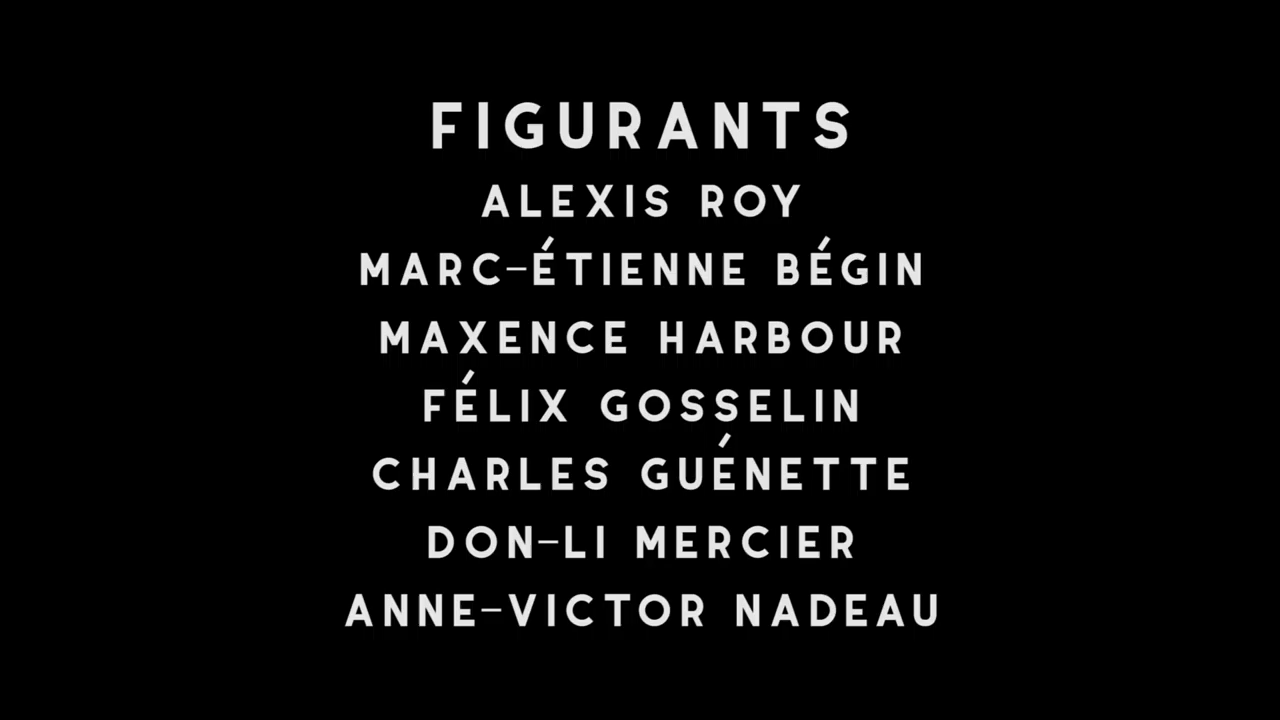 FIGURANTS
ALEXIS ROY
MARC-ÉTIENNE BÉGIN
MAXENCE HARBOUR
FÉLIX GOSSELIN
CHARLES GUÉNETTE
DON-LI MERCIER
ANNE-VICTOR NADEAU